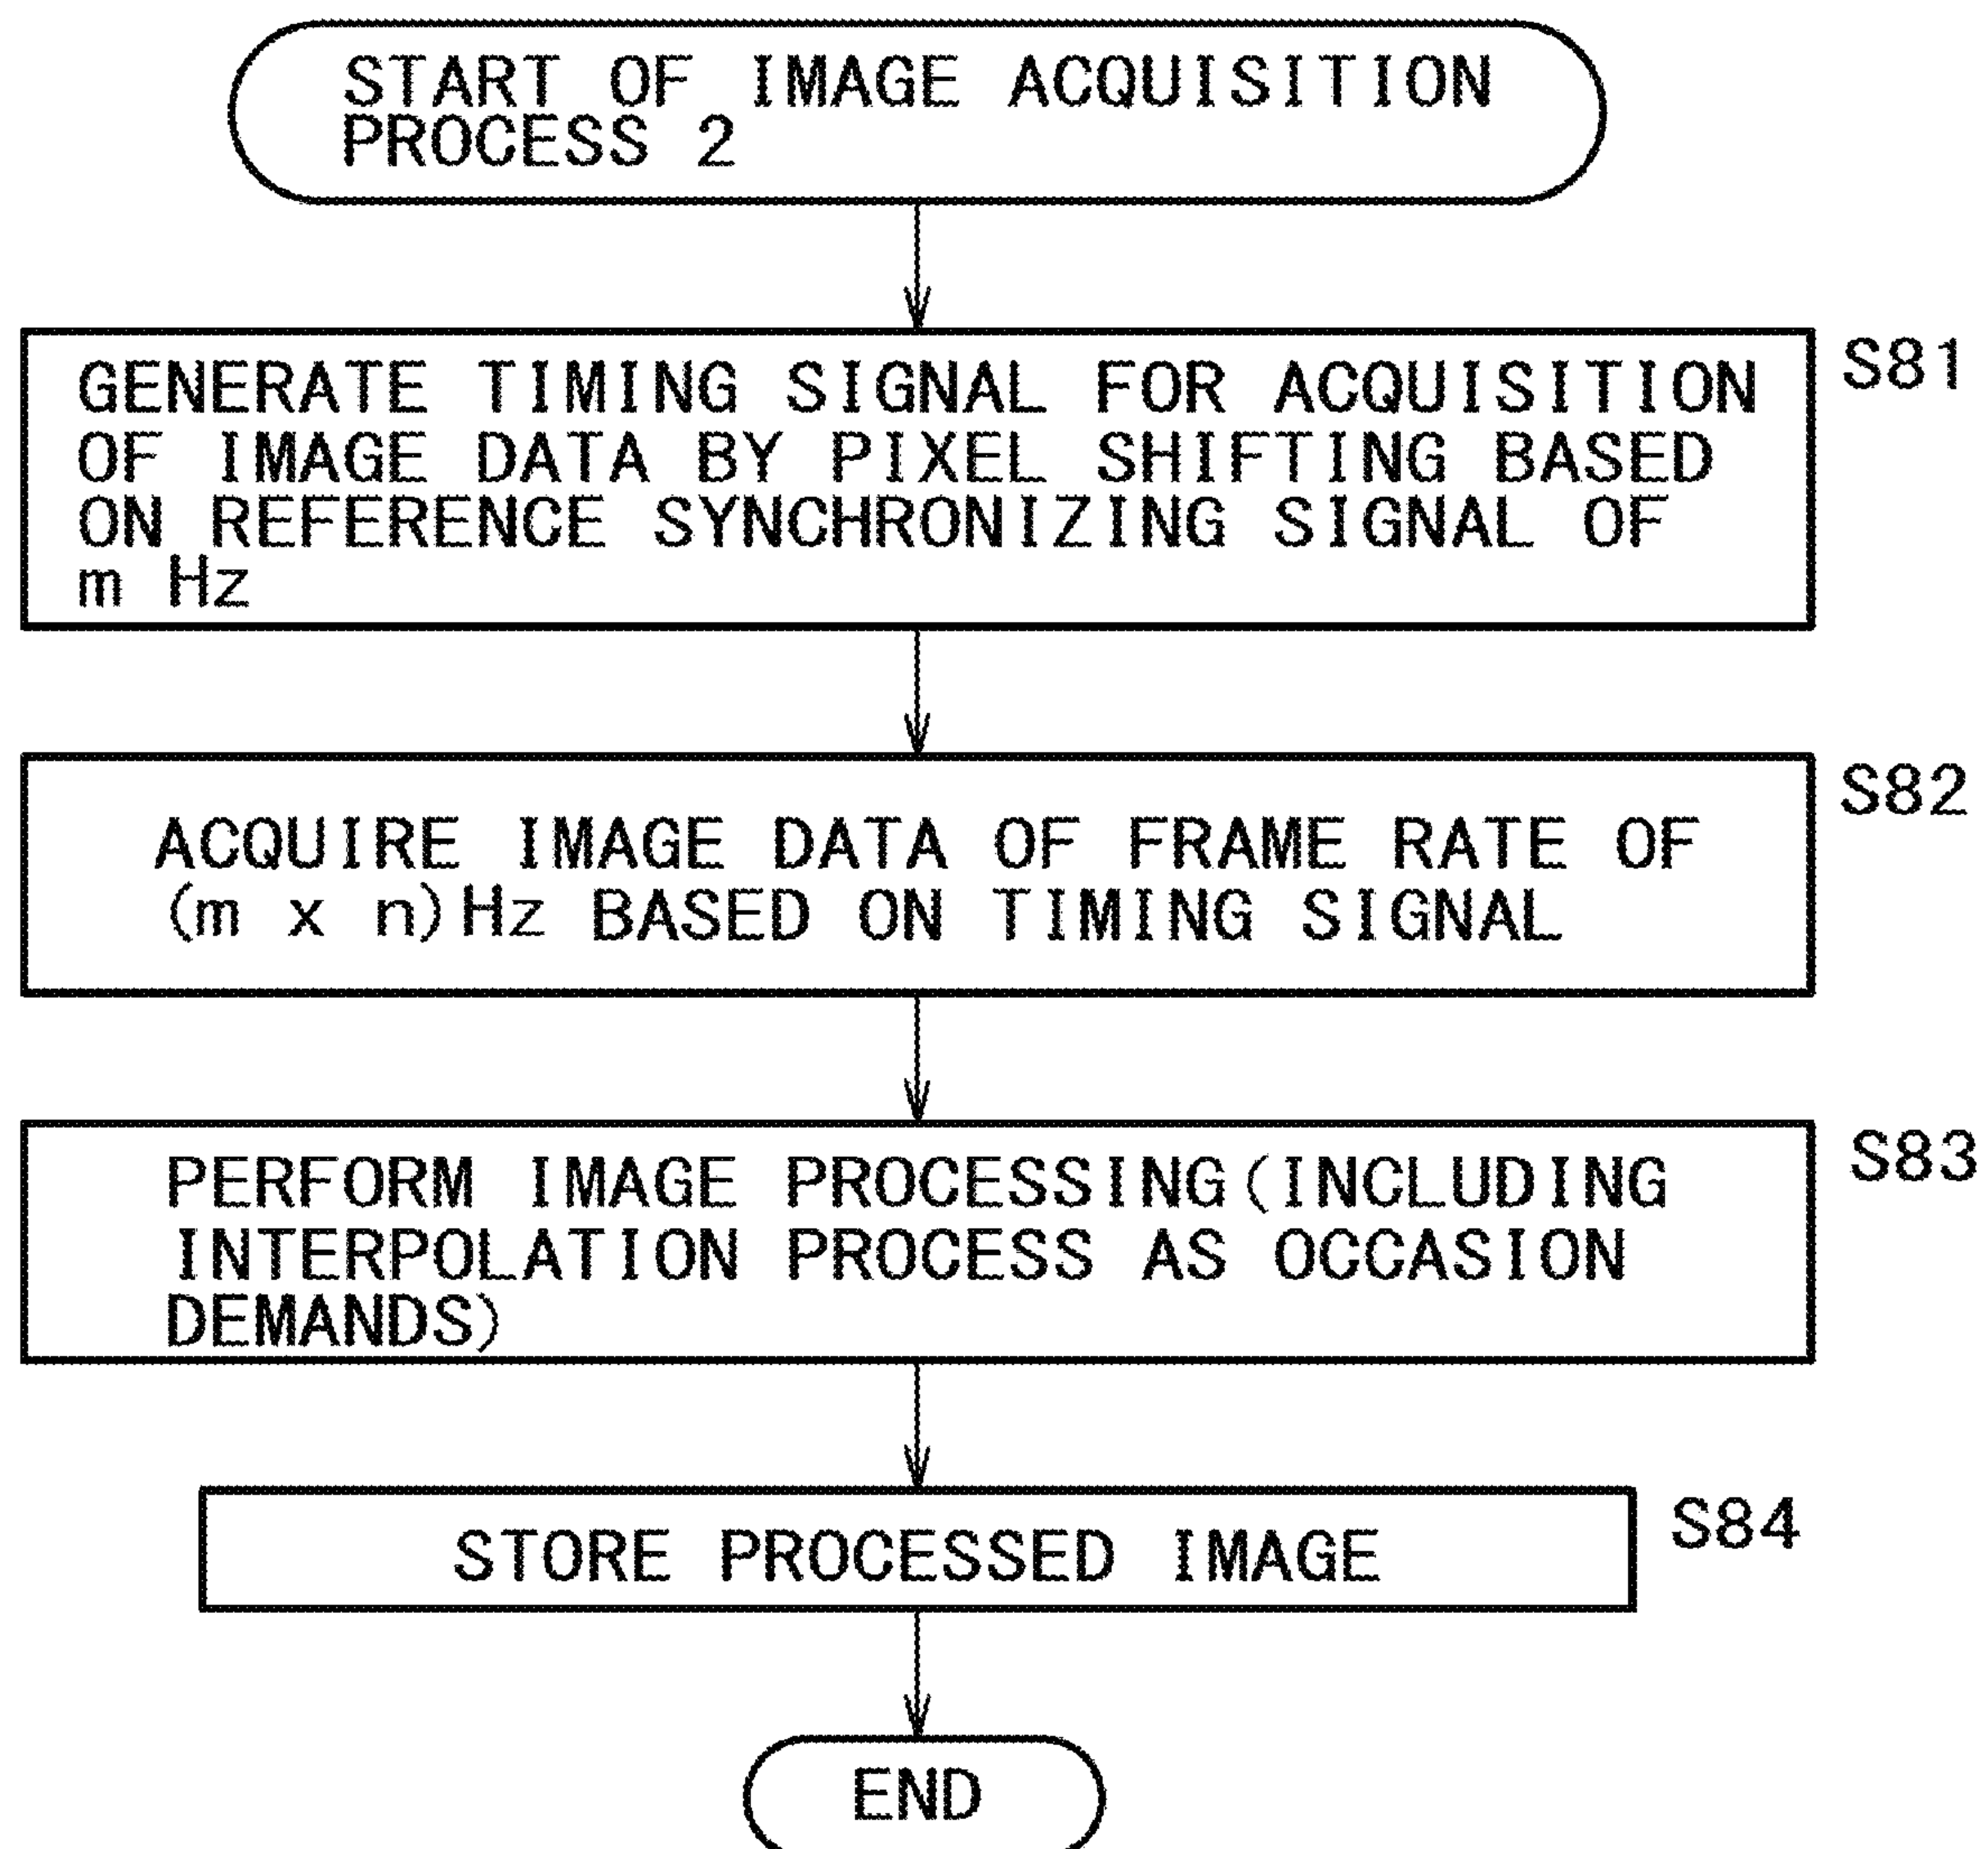 START OF IMAGE ACQUISITION
PROCESS 2
S81
GENERATE TIMING SIGNAL FOR ACQUISITION
OF IMAGE DATA BY PIXEL SHIFTING BASED
ON REFERENCE SYNCHRONIZING SIGNAL OF
m Hz
S82
ACQUIRE IMAGE DATA OF FRAME RATE OF
(m x n)Hz BASED ON TIMING SIGNAL
S83
PERFORM IMAGE PROCESSING(INCLUDING
INTERPOLATION PROCESS AS OCCASION
DEMANDS)
S84
STORE PROCESSED IMAGE
END